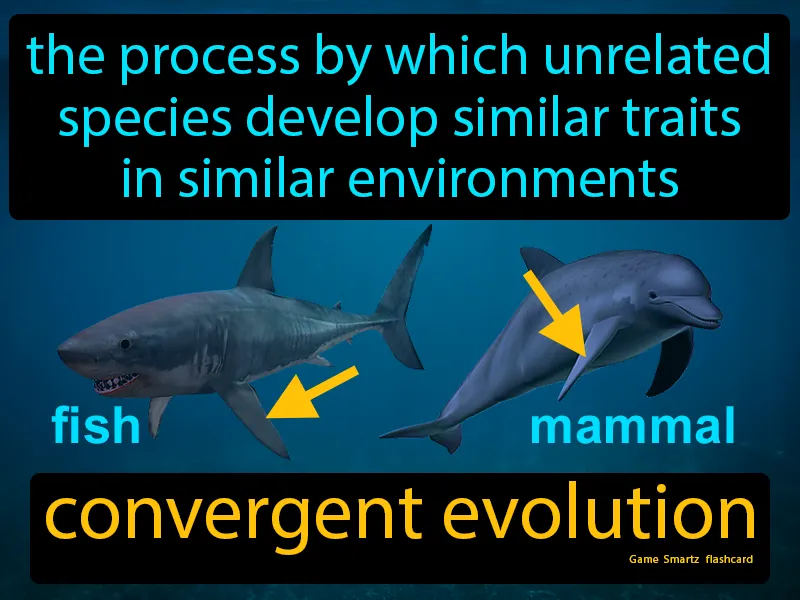 the process by which unrelated
species develop similar traits
in similar environments
fish
mammal
convergent evolution
Game Smartz flashcard